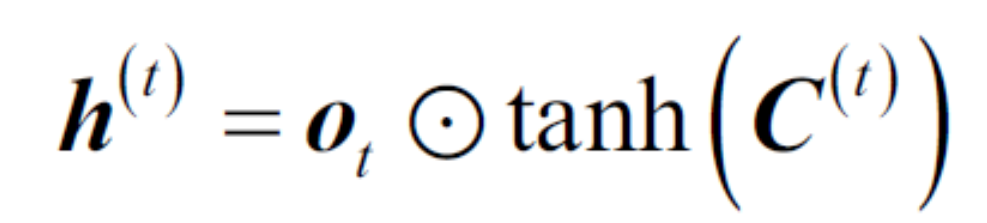 h^(t) = o_t ⊙ tanh(C^(t))